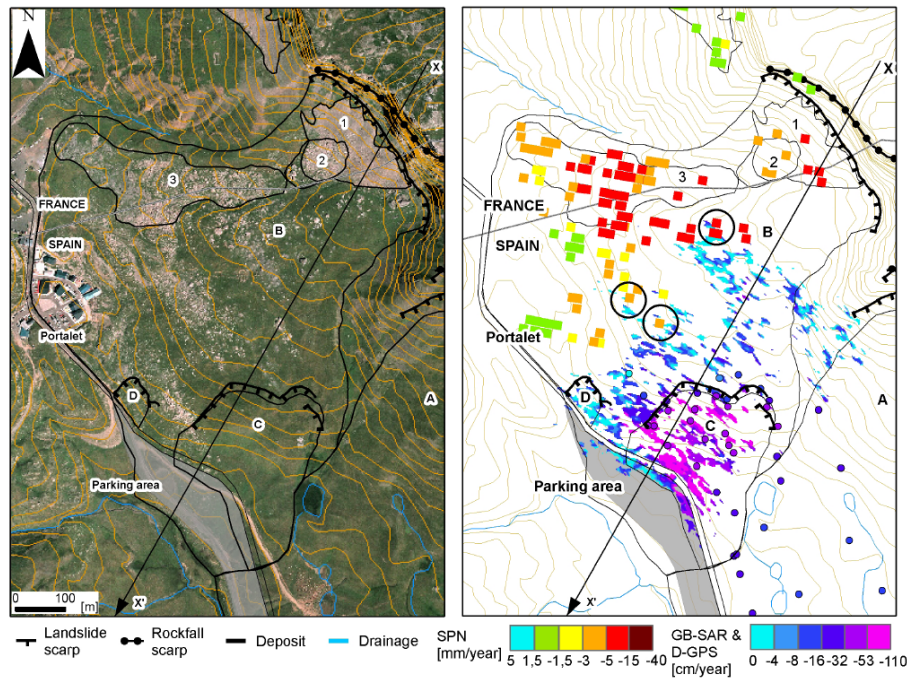 N
X
1
2
3
FRANCE
B
SPAIN
Portalet
D
C
A
Parking area
0 100 [m]
X'
X
1
2
3
FRANCE
B
SPAIN
Portalet
D
A
C
Parking area
X'
Landslide scarp
Rockfall scarp
Deposit
Drainage
SPN [mm/year]
5 1,5 -1,5 -3 -5 -15 -40
GB-SAR & D-GPS [cm/year]
0 -4 -8 -16 -32 -53 -110